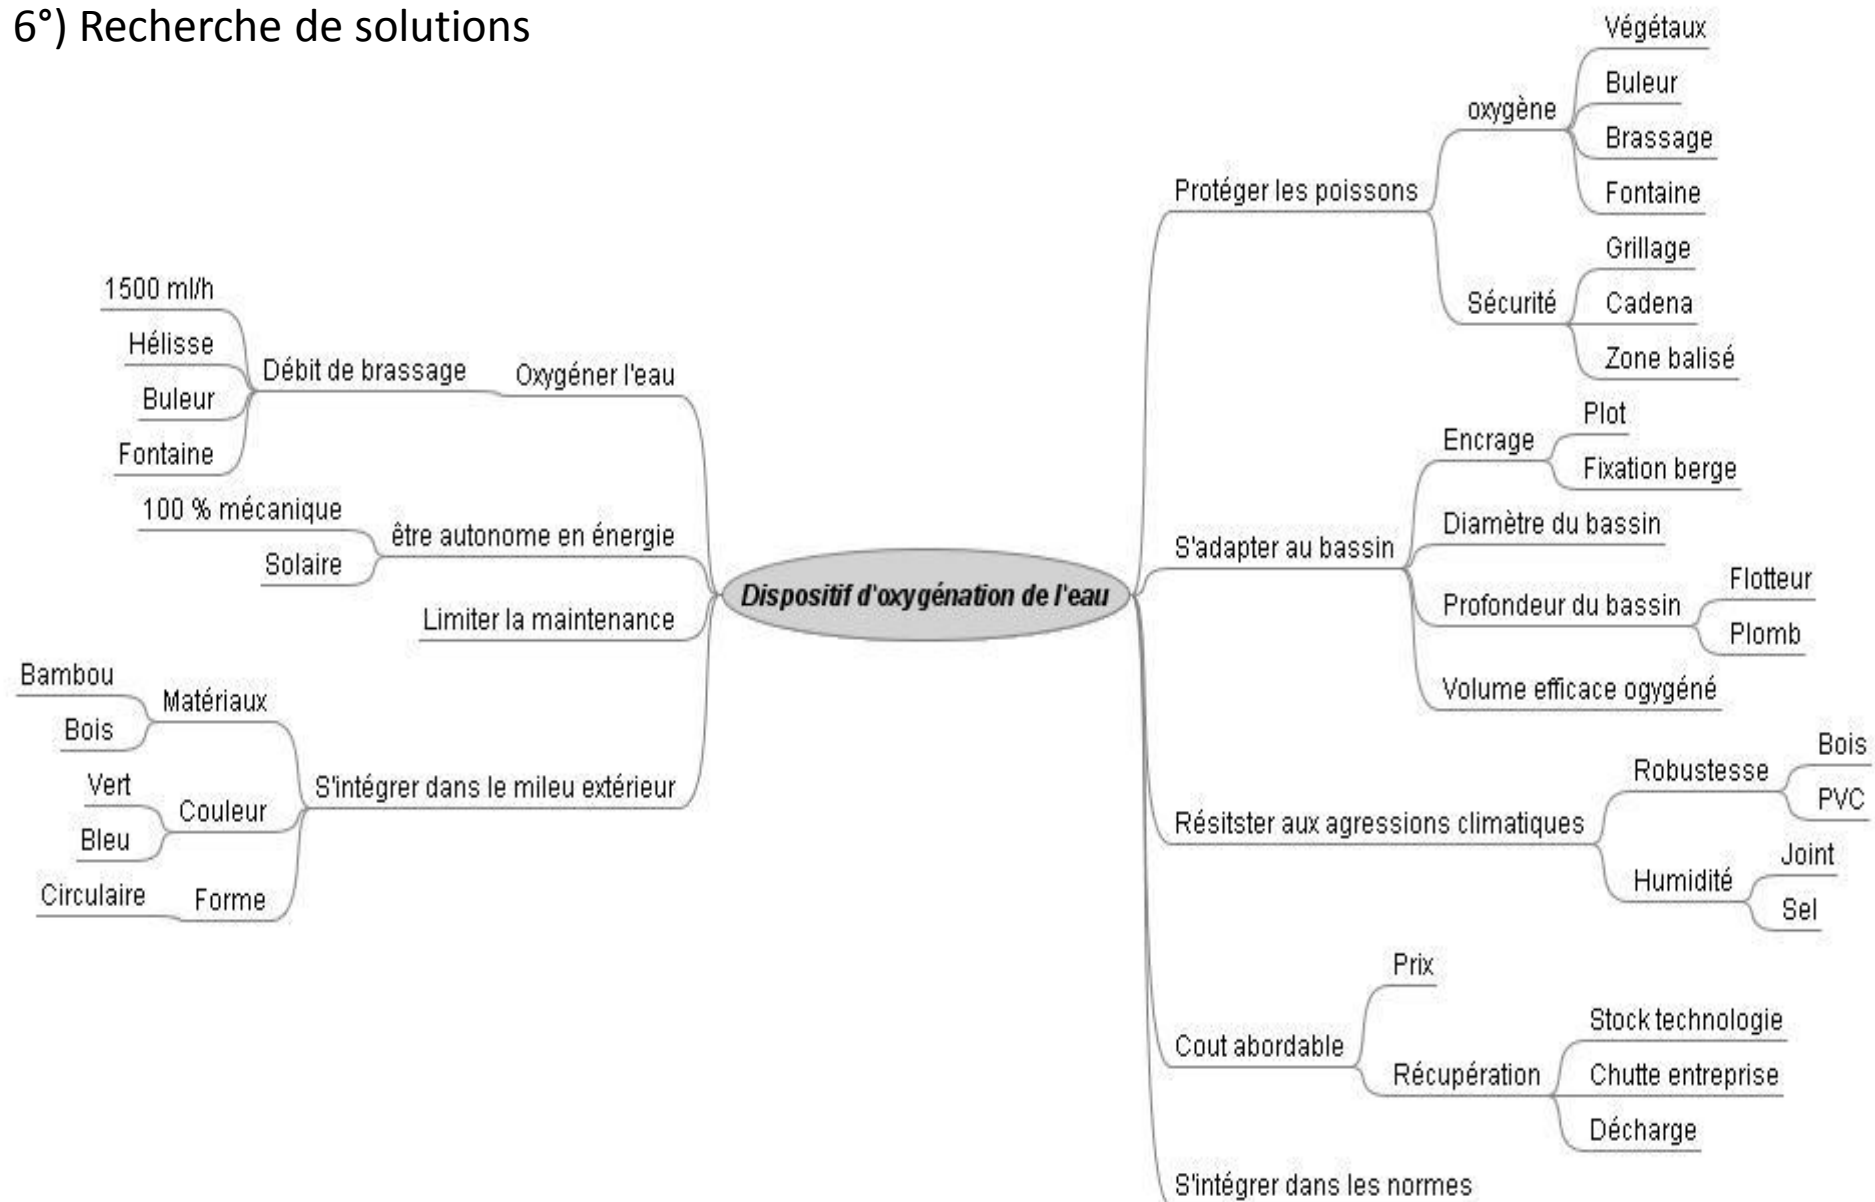 6°) Recherche de solutions
Dispositif d'oxygénation de l'eau
Oxygéner l'eau
Débit de brassage
1500 ml/h
Hélisse
Buleur
Fontaine
être autonome en énergie
100 % mécanique
Solaire
Limiter la maintenance
S'intégrer dans le mileu extérieur
Matériaux
Bambou
Bois
Couleur
Vert
Bleu
Forme
Circulaire
Protéger les poissons
oxygène
Végétaux
Buleur
Brassage
Fontaine
Sécurité
Grillage
Cadena
Zone balisé
S'adapter au bassin
Encrage
Plot
Fixation berge
Diamètre du bassin
Profondeur du bassin
Flotteur
Plomb
Volume efficace ogygéné
Résitster aux agressions climatiques
Robustesse
Bois
PVC
Humidité
Joint
Sel
Cout abordable
Prix
Récupération
Stock technologie
Chutte entreprise
Décharge
S'intégrer dans les normes